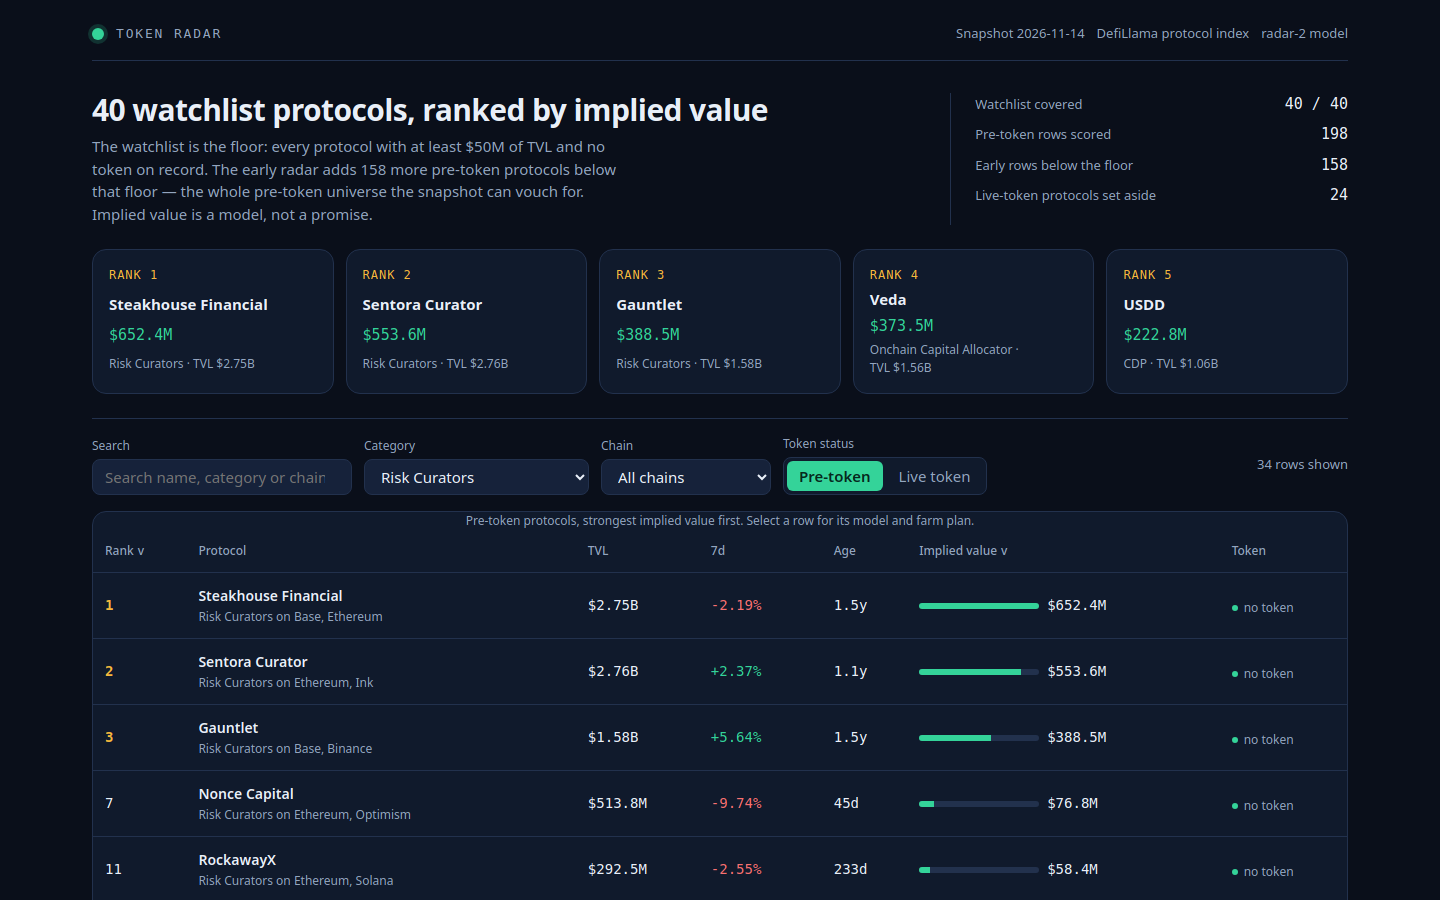 TOKEN RADAR
Snapshot 2026-11-14 DefiLlama protocol index radar-2 model
40 watchlist protocols, ranked by implied value
The watchlist is the floor: every protocol with at least $50M of TVL and no
token on record. The early radar adds 158 more pre-token protocols below
that floor — the whole pre-token universe the snapshot can vouch for.
Implied value is a model, not a promise.
Watchlist covered 40 / 40
Pre-token rows scored 198
Early rows below the floor 158
Live-token protocols set aside 24
RANK 1
Steakhouse Financial
$652.4M
Risk Curators · TVL $2.75B
RANK 2
Sentora Curator
$553.6M
Risk Curators · TVL $2.76B
RANK 3
Gauntlet
$388.5M
Risk Curators · TVL $1.58B
RANK 4
Veda
$373.5M
Onchain Capital Allocator ·
TVL $1.56B
RANK 5
USDD
$222.8M
CDP · TVL $1.06B
Search
Search name, category or chain
Category
Risk Curators
Chain
All chains
Token status
Pre-token Live token
34 rows shown
Pre-token protocols, strongest implied value first. Select a row for its model and farm plan.
Rank v Protocol TVL 7d Age Implied value v Token
1 Steakhouse Financial $2.75B -2.19% 1.5y $652.4M no token
Risk Curators on Base, Ethereum
2 Sentora Curator $2.76B +2.37% 1.1y $553.6M no token
Risk Curators on Ethereum, Ink
3 Gauntlet $1.58B +5.64% 1.5y $388.5M no token
Risk Curators on Base, Binance
7 Nonce Capital $513.8M -9.74% 45d $76.8M no token
Risk Curators on Ethereum, Optimism
11 RockawayX $292.5M -2.55% 233d $58.4M no token
Risk Curators on Ethereum, Solana